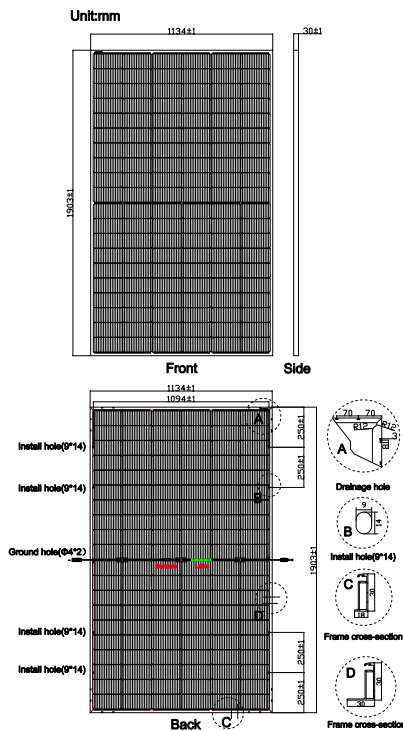 Unit:mm
1134±1
30±1
1903±1
Front
Side
1134±1
1094±1
A
250±1
Install hole(9*14)
Install hole(9*14)
B
250±1
Ground hole(Φ4*2)
1903±1
D
Install hole(9*14)
Install hole(9*14)
250±1
250±1
Back
C
70 70
R12
A
Drainage hole
9
B
14
Install hole(9*14)
C
30
18
Frame cross-section
D
30
30
Frame cross-section